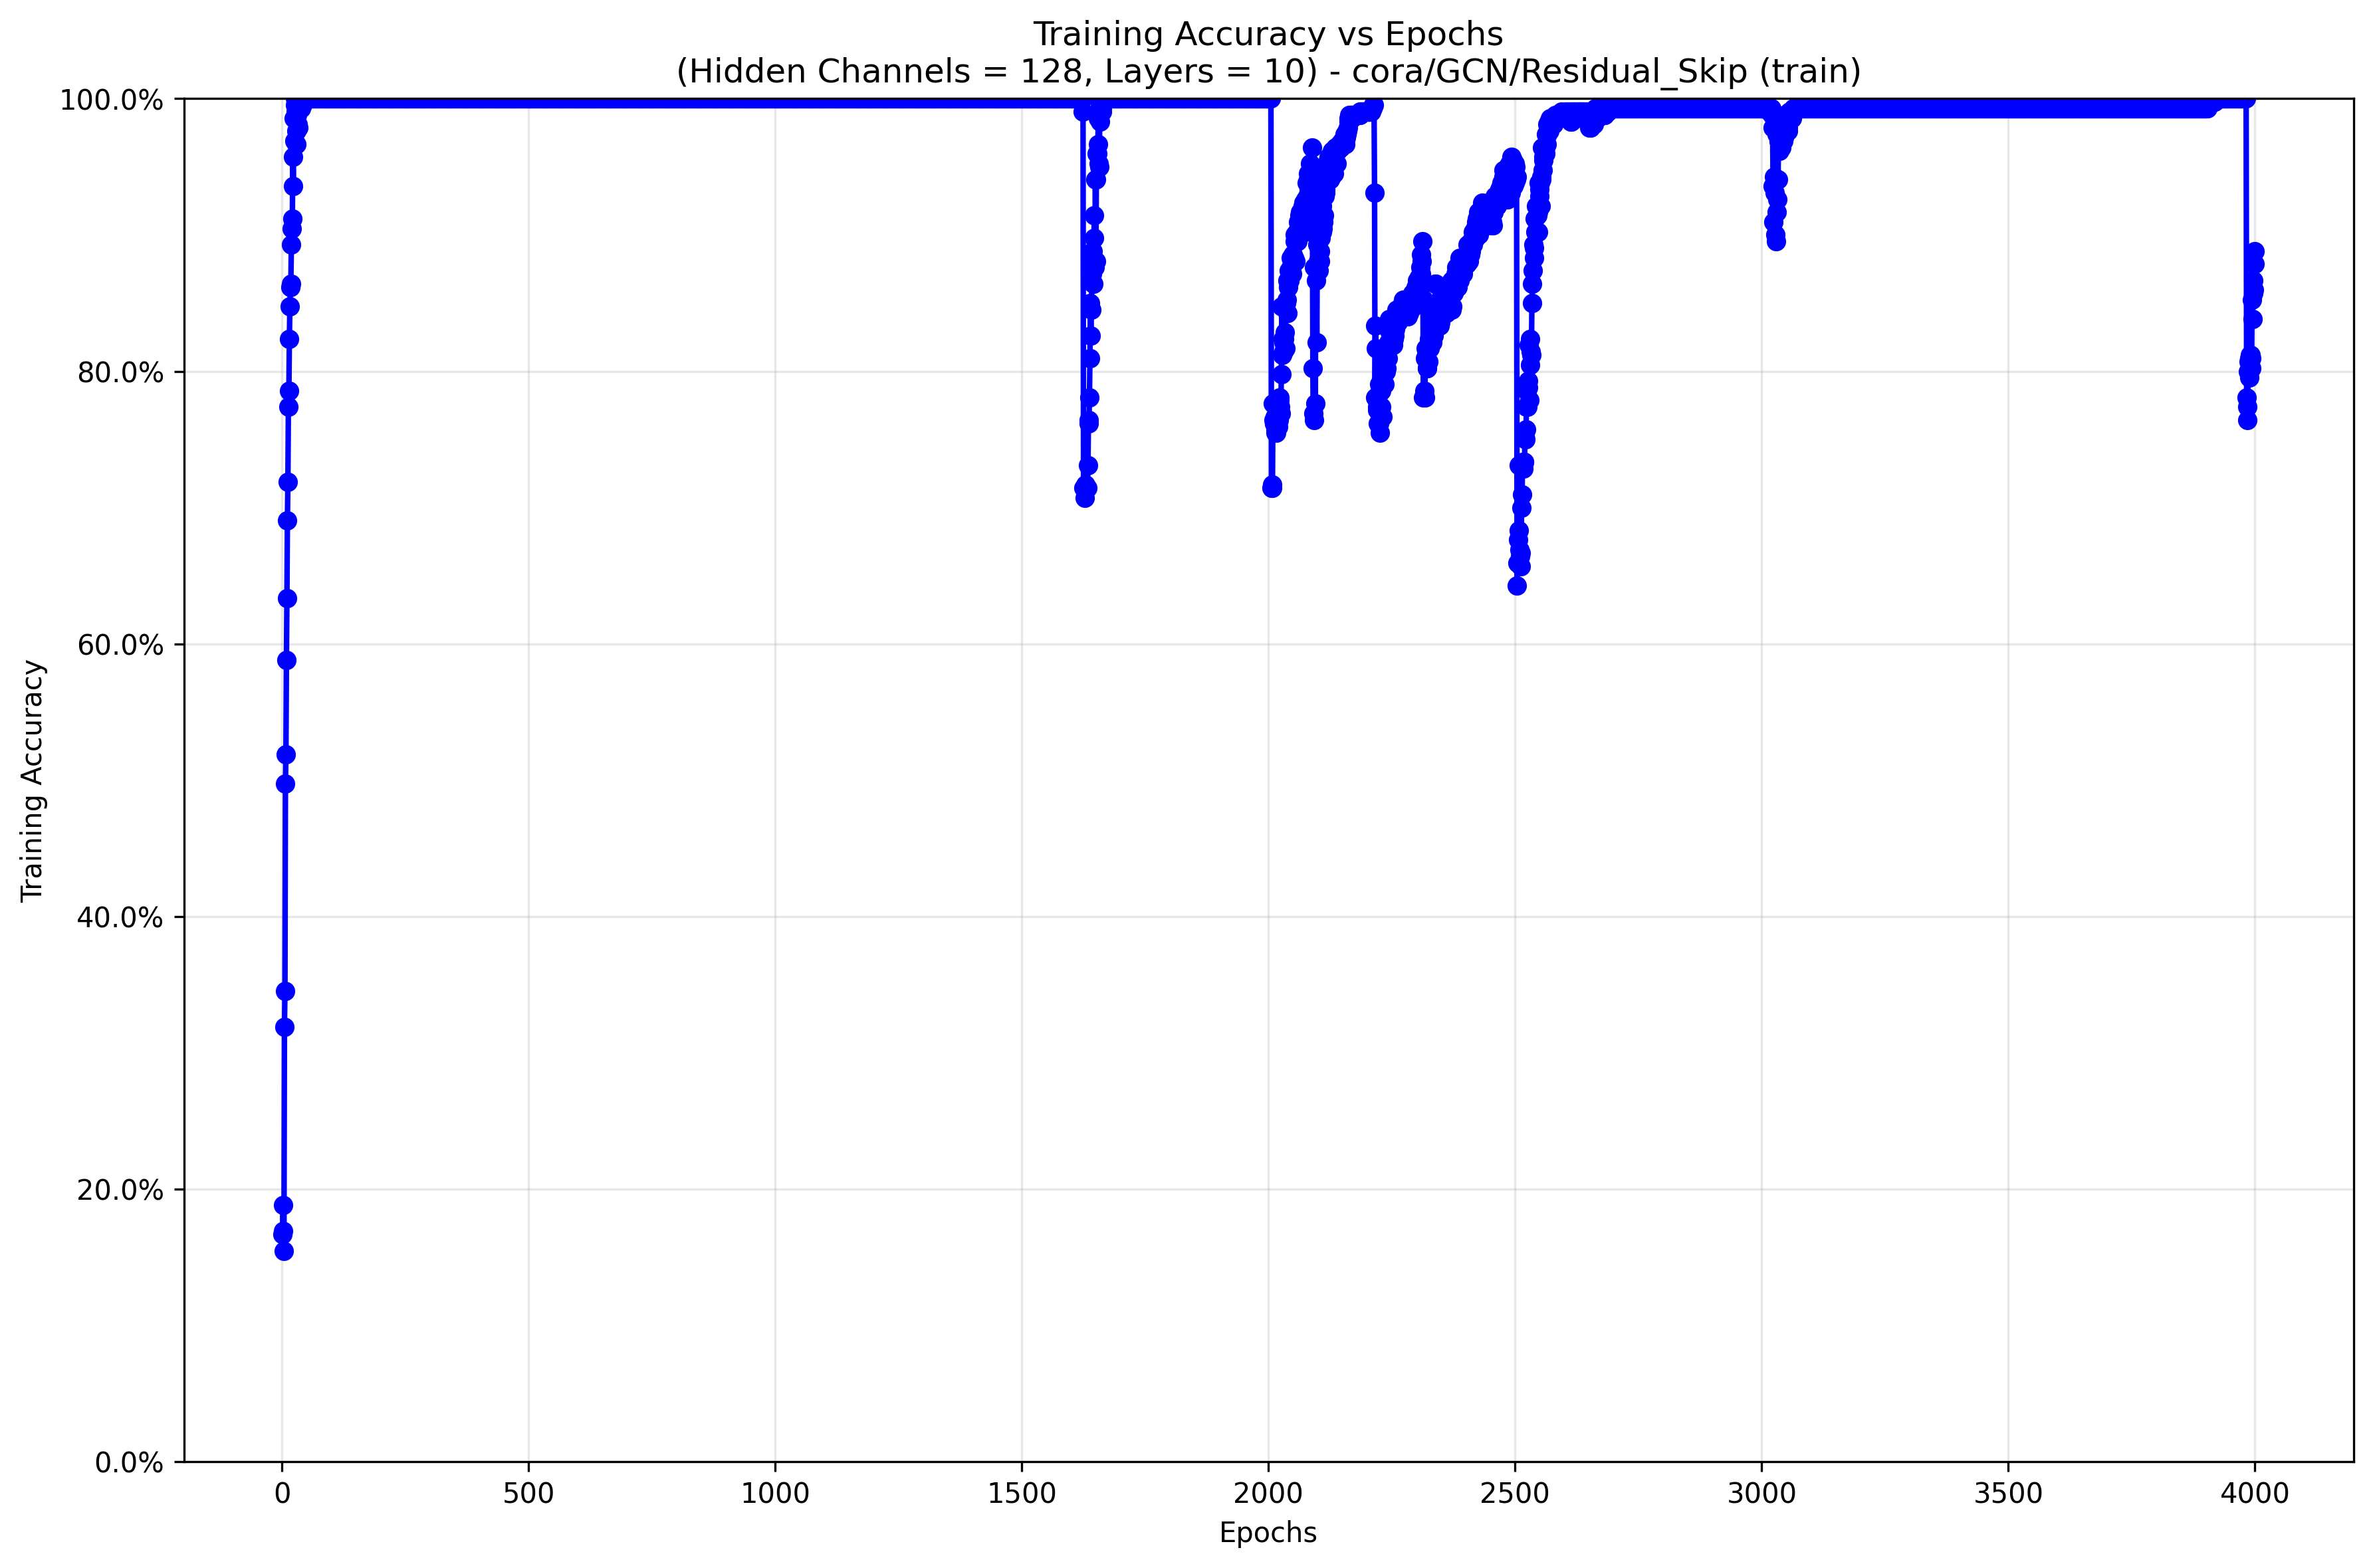 Training Accuracy vs Epochs
(Hidden Channels = 128, Layers = 10) - cora/GCN/Residual_Skip (train)
Training Accuracy
100.0%
80.0%
60.0%
40.0%
20.0%
0.0%
0 500 1000 1500 2000 2500 3000 3500 4000
Epochs